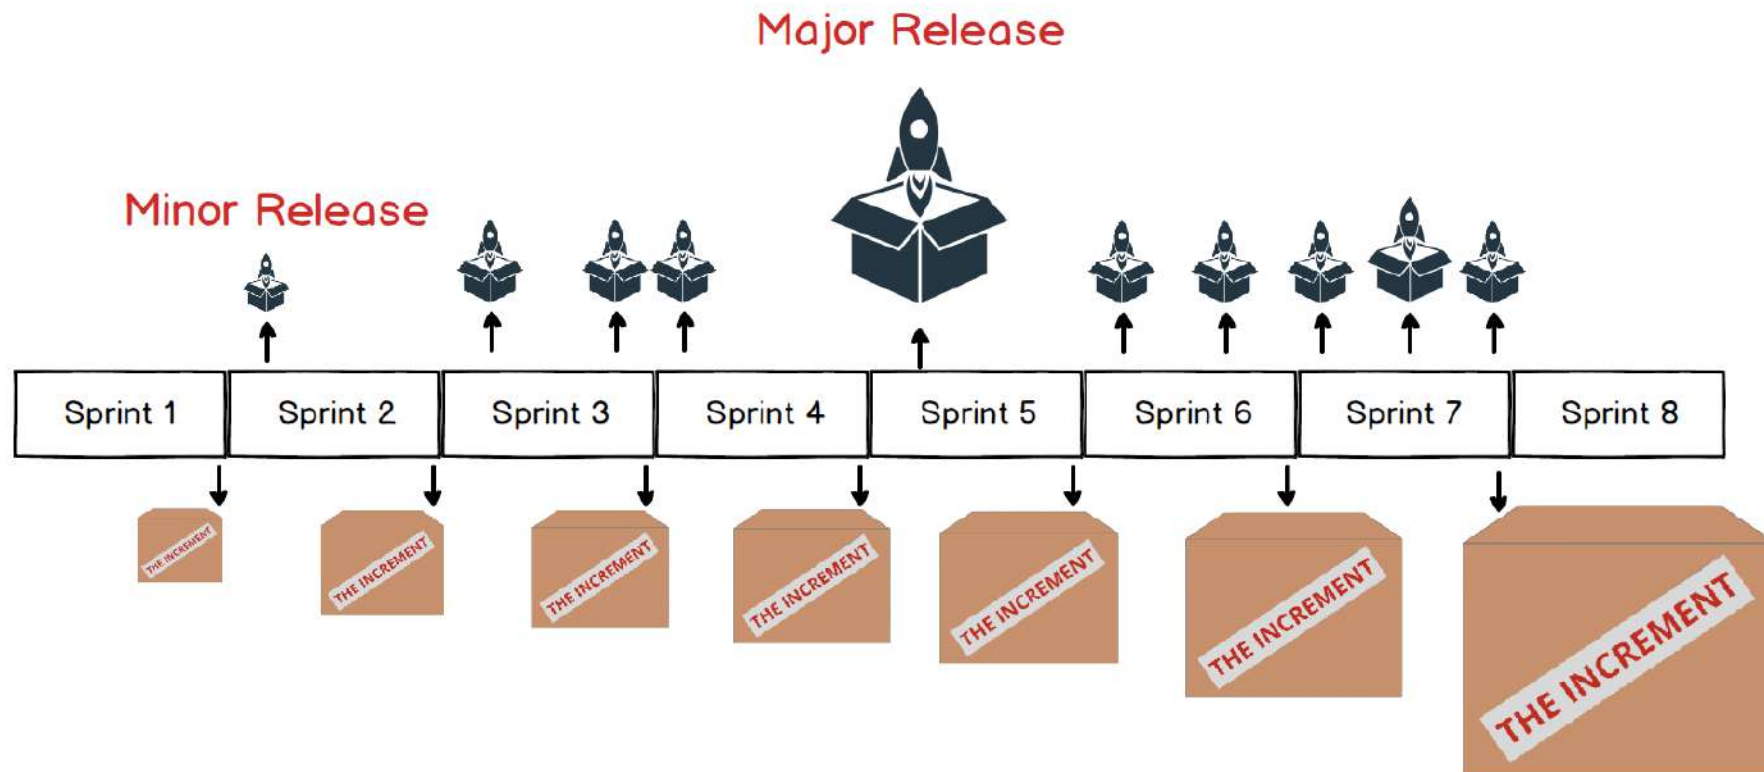 Major Release
Minor Release
Sprint 1
Sprint 2
Sprint 3
Sprint 4
Sprint 5
Sprint 6
Sprint 7
Sprint 8
THE INCREMENT
THE INCREMENT
THE INCREMENT
THE INCREMENT
THE INCREMENT
THE INCREMENT
THE INCREMENT